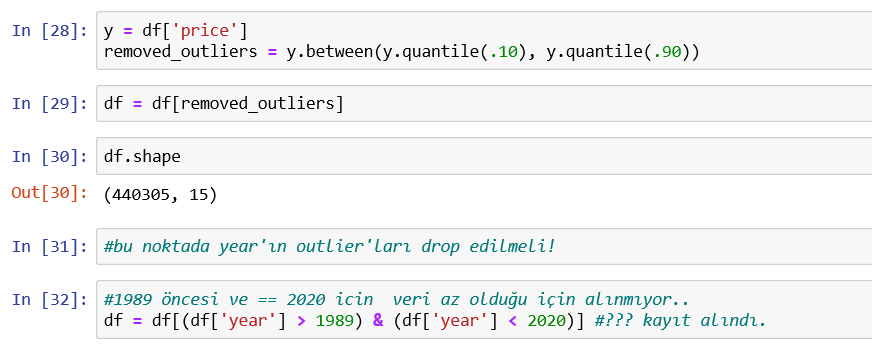 In [28]: y = df['price']
removed_outliers = y.between(y.quantile(.10), y.quantile(.90))
In [29]: df = df[removed_outliers]
In [30]: df.shape
Out[30]: (440305, 15)
In [31]: #bu noktada year'ın outlier'ları drop edilmeli!
In [32]: #1989 öncesi ve == 2020 icin  veri az olduğu için alınmıyor..
df = df[(df['year'] > 1989) & (df['year'] < 2020)] #??? kayıt alındı.